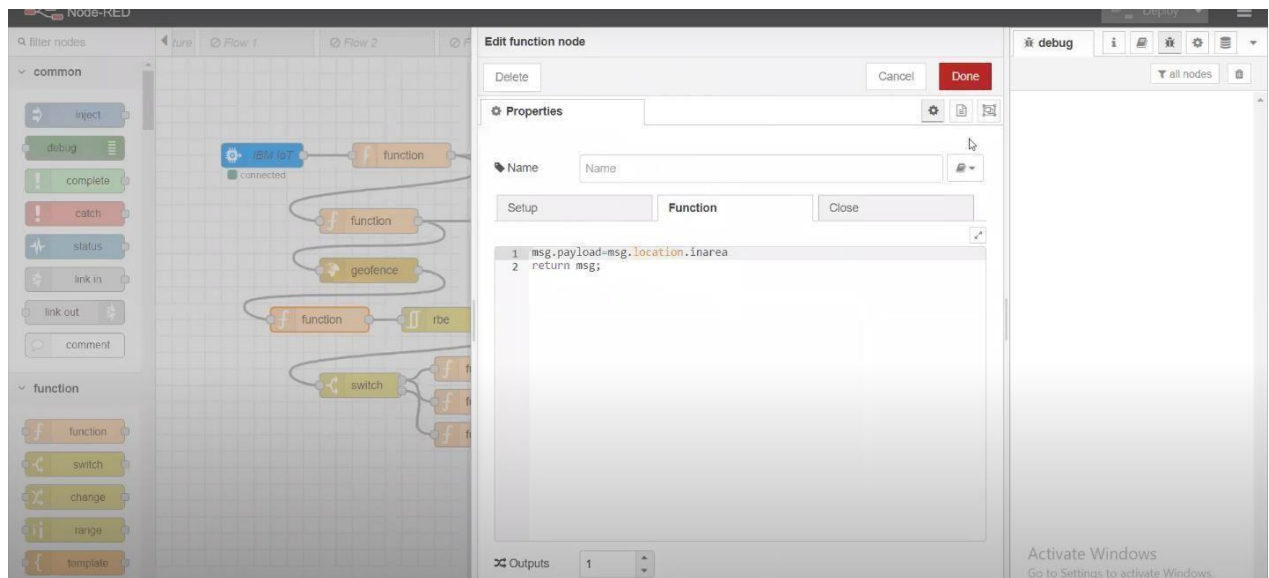 Node-RED
Deploy
filter nodes
ture
Flow 1
Flow 2
F
Edit function node
debug
i
common
Delete
Cancel
Done
all nodes
inject
Properties
debug
IBM IoT
function
complete
connected
Name
Name
catch
function
Setup
Function
Close
status
geofence
1 msg.payload=msg.location.inarea
2 return msg;
link in
link out
function
rbe
comment
function
switch
f
f
f
function
switch
change
range
template
Outputs
1
Activate Windows
Go to Settings to activate Windows.